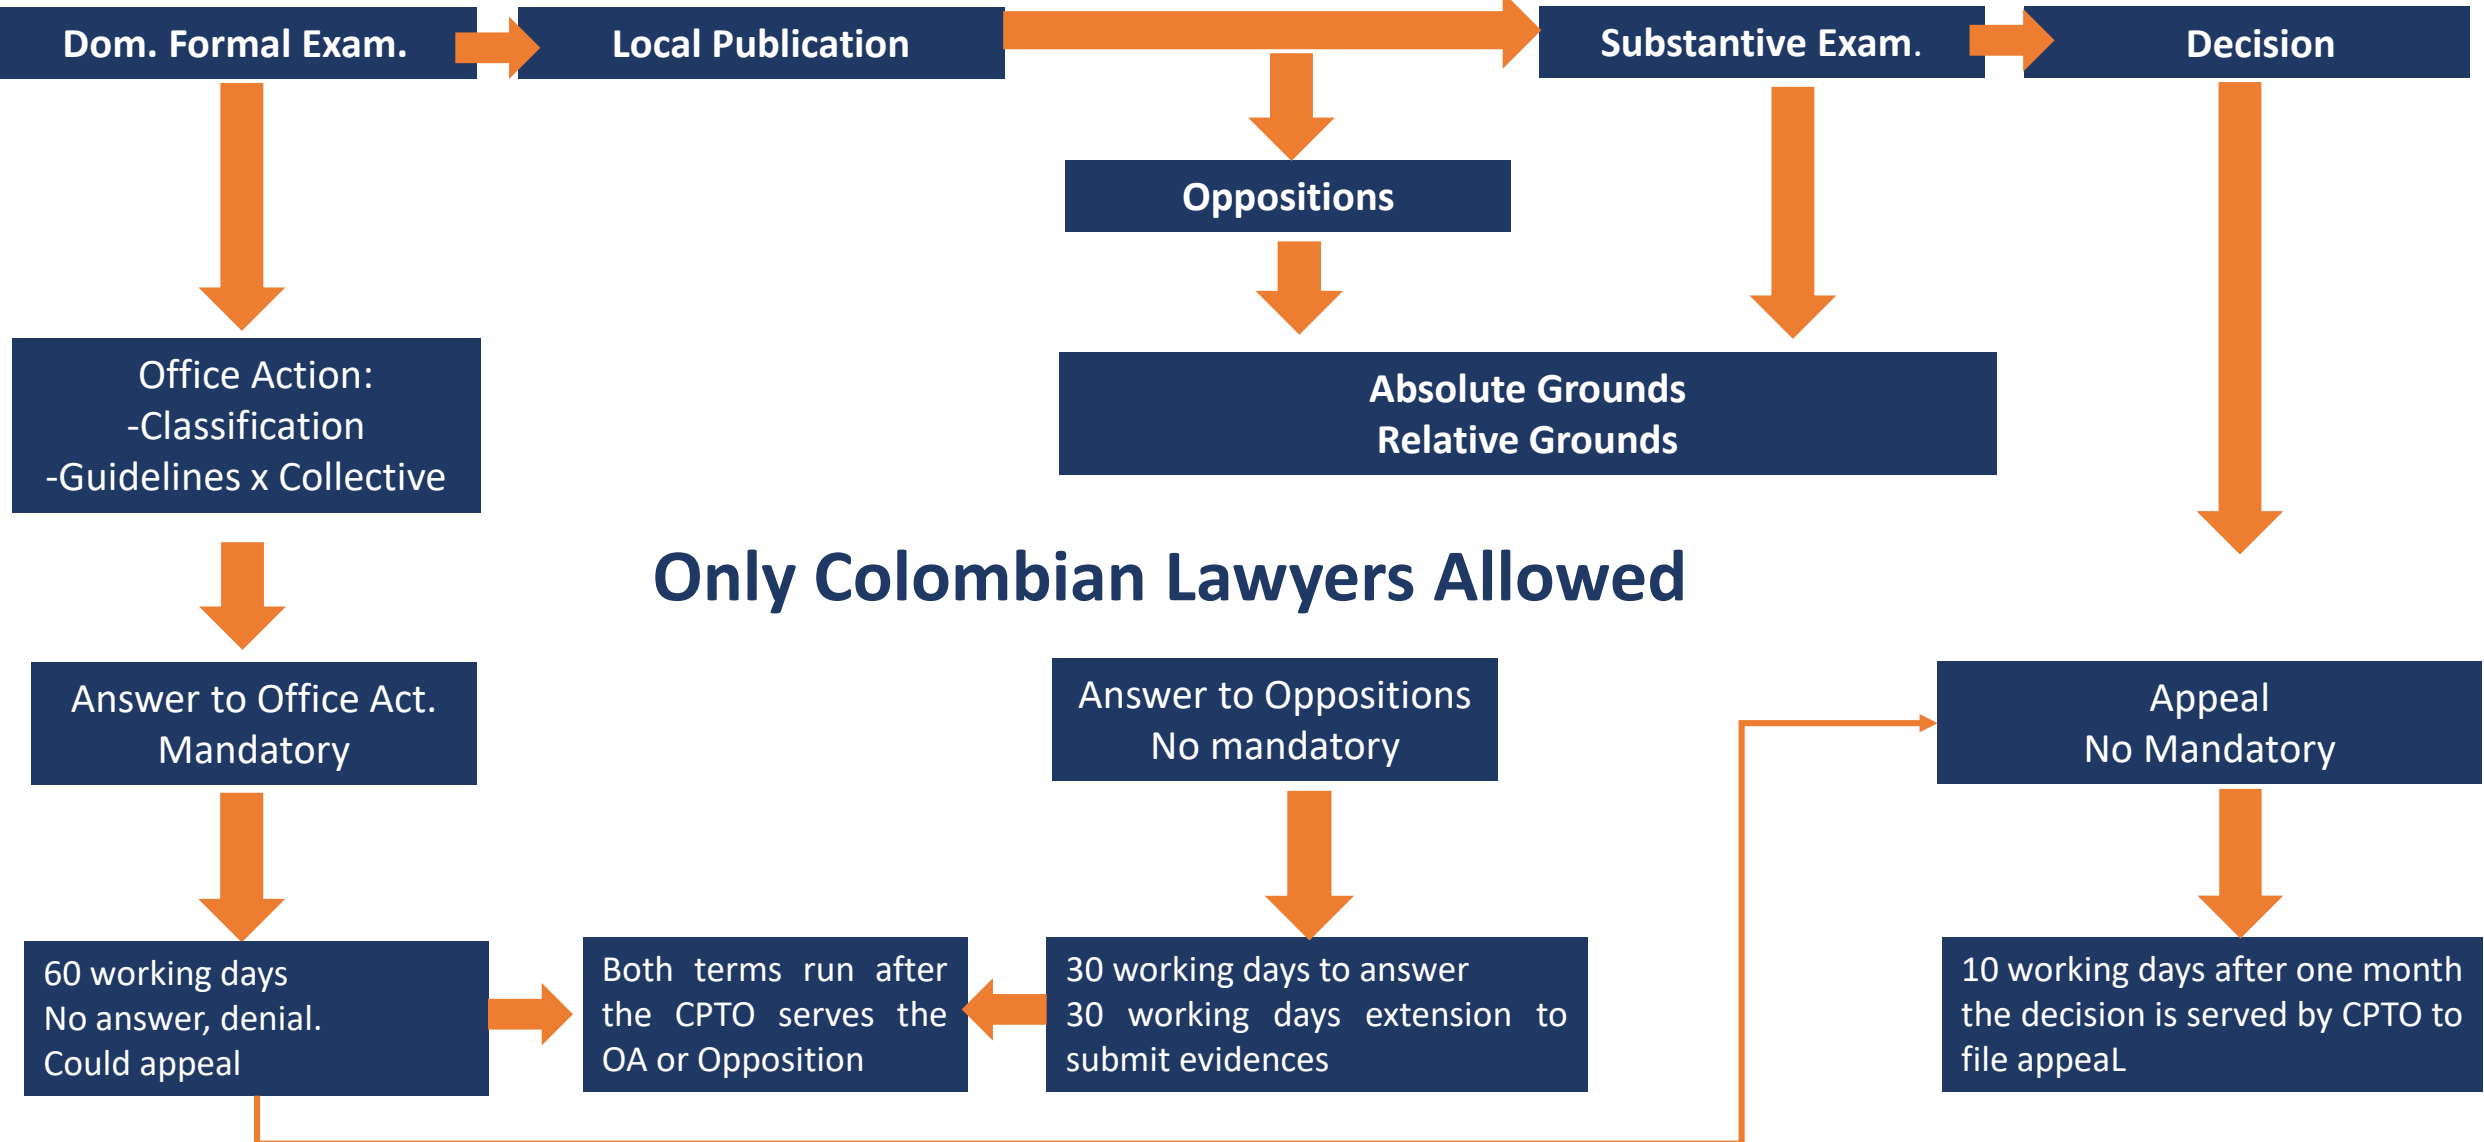 Dom. Formal Exam.
Local Publication
Substantive Exam.
Decision
Oppositions
Office Action:
-Classification
-Guidelines x Collective
Absolute Grounds
Relative Grounds
Only Colombian Lawyers Allowed
Answer to Office Act.
Mandatory
Answer to Oppositions
No mandatory
Appeal
No Mandatory
60 working days
No answer, denial.
Could appeal
Both terms run after
the CPTO serves the
OA or Opposition
30 working days to answer
30 working days extension to
submit evidences
10 working days after one month
the decision is served by CPTO to
file appeaL